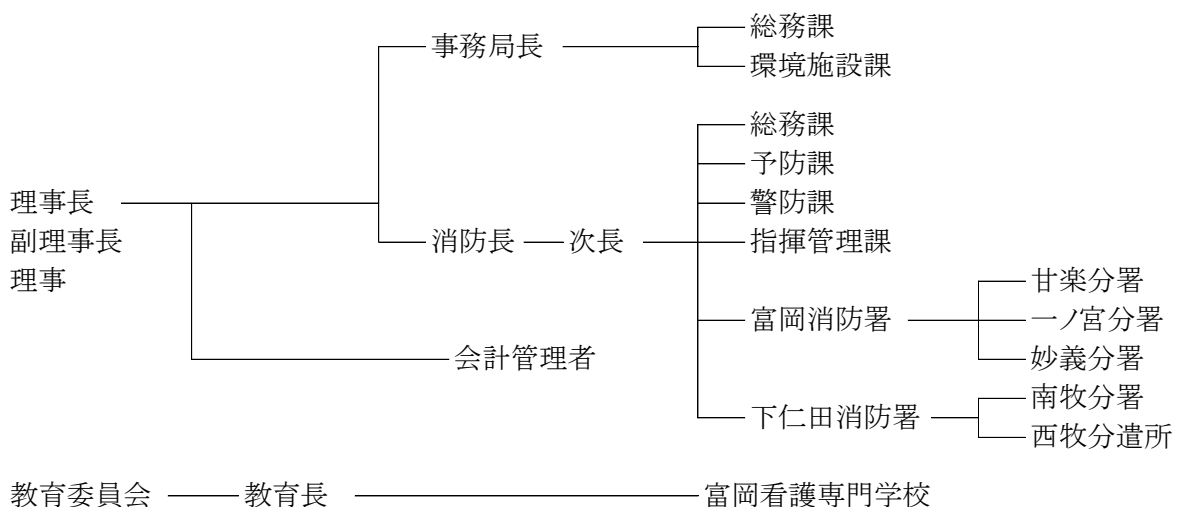 総務課
事務局長
環境施設課
総務課
予防課
理事長
警防課
副理事長
消防長
次長
指揮管理課
理事
甘楽分署
富岡消防署
一ノ宮分署
会計管理者
妙義分署
南牧分署
下仁田消防署
西牧分遣所
教育委員会
教育長
富岡看護専門学校